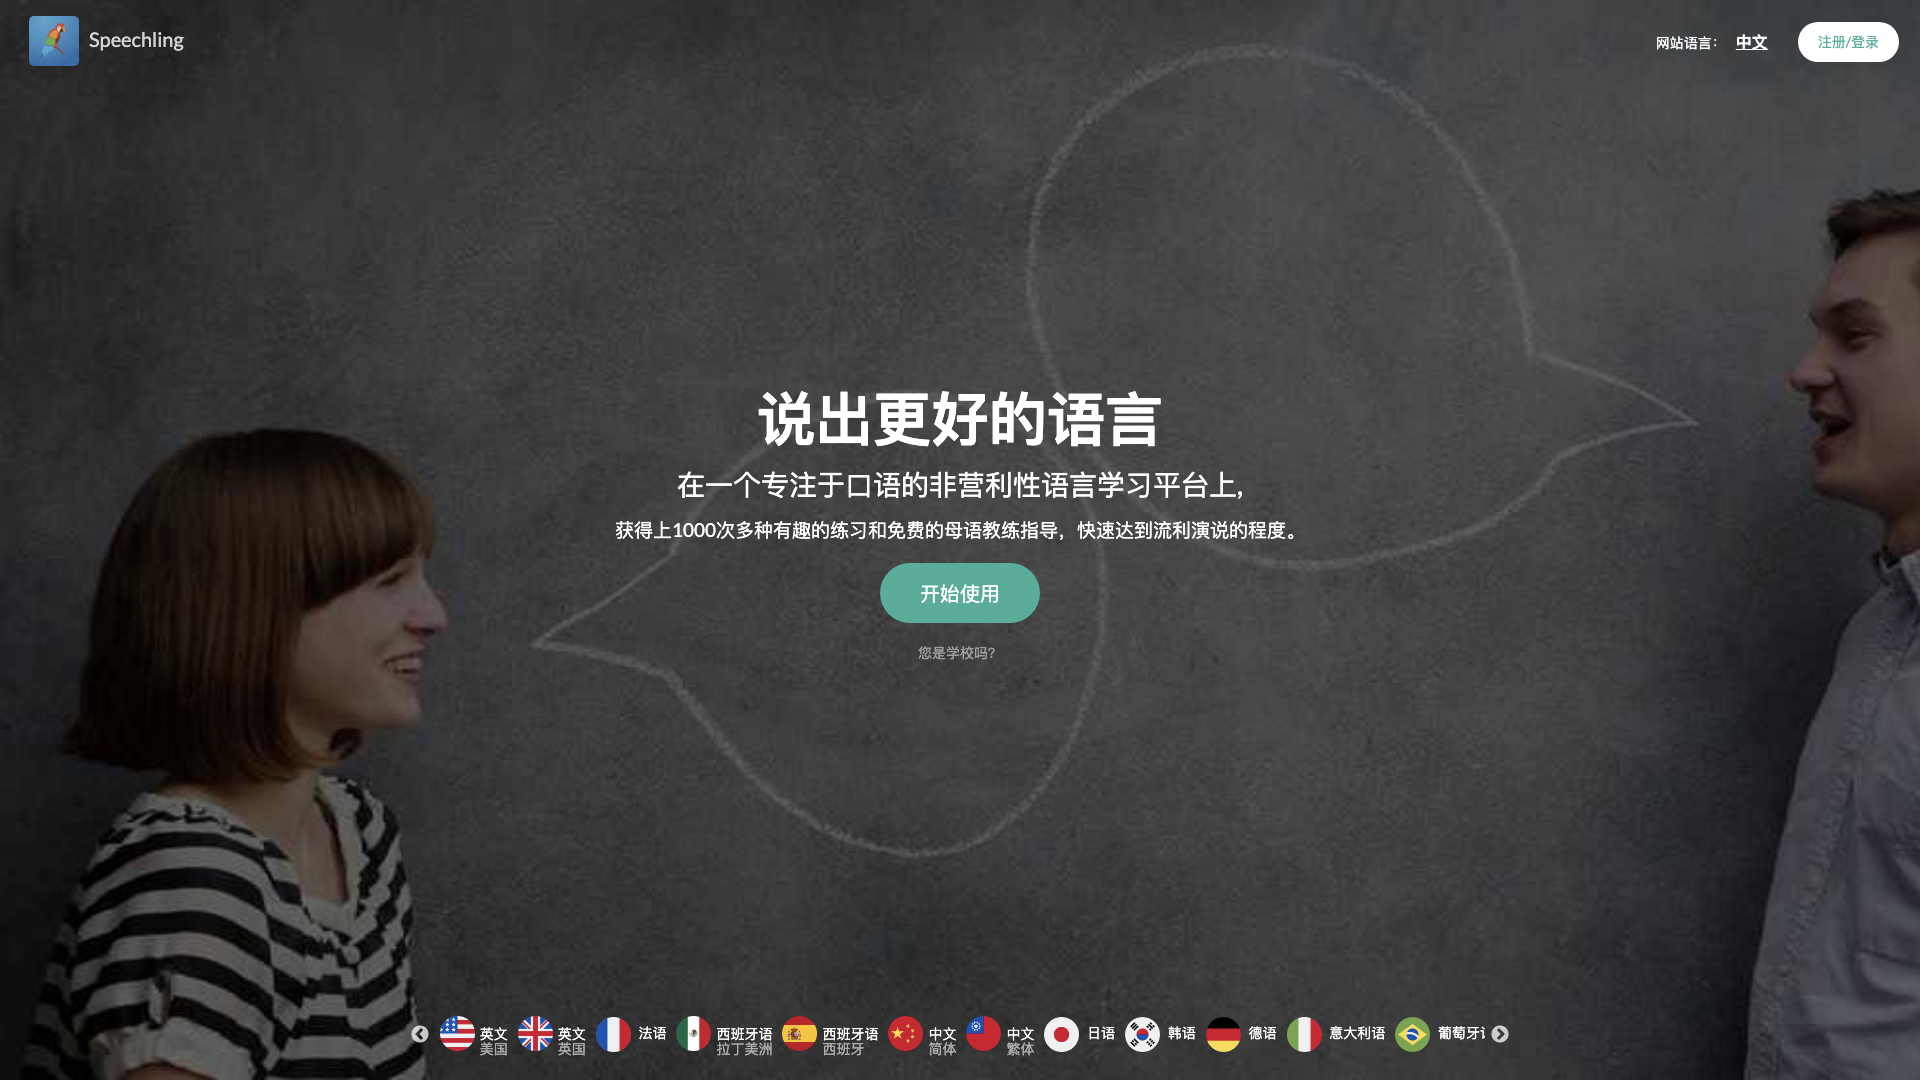 Speechling
网站语言： 中文
注册/登录
说出更好的语言
在一个专注于口语的非营利性语言学习平台上,
获得上1000次多种有趣的练习和免费的母语教练指导，快速达到流利演说的程度。
开始使用
您是学校吗?
英文
美国
英文
英国
法语
西班牙语
拉丁美洲
西班牙语
西班牙
中文
简体
中文
繁体
日语
韩语
德语
意大利语
葡萄牙